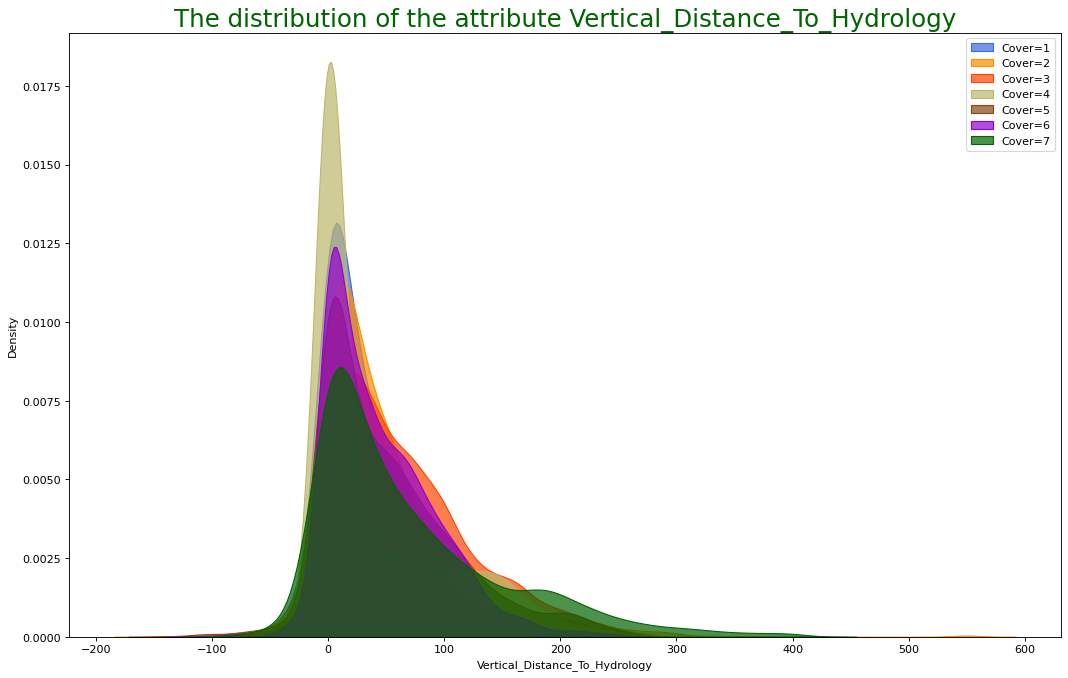 The distribution of the attribute Vertical_Distance_To_Hydrology
Cover=1
Cover=2
Cover=3
Cover=4
Cover=5
Cover=6
Cover=7
0.0175
0.0150
0.0125
0.0100
0.0075
0.0050
0.0025
0.0000
Density
−200 −100 0 100 200 300 400 500 600
Vertical_Distance_To_Hydrology